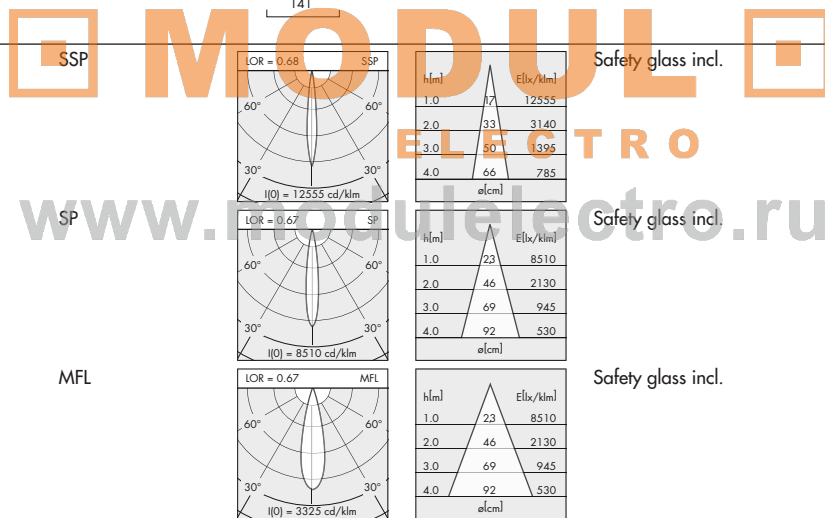 141
MODUL
ELECTRO
www.modulelectro.ru
SSP
LOR = 0.68 SSP
60° 60°
30° 30°
I(0) = 12555 cd/klm
h[m] E[lx/klm]
1.0 17 12555
2.0 33 3140
3.0 50 1395
4.0 66 785
ø[cm]
Safety glass incl.
SP
LOR = 0.67 SP
60° 60°
30° 30°
I(0) = 8510 cd/klm
h[m] E[lx/klm]
1.0 23 8510
2.0 46 2130
3.0 69 945
4.0 92 530
ø[cm]
Safety glass incl.
MFL
LOR = 0.67 MFL
60° 60°
30° 30°
I(0) = 3325 cd/klm
h[m] E[lx/klm]
1.0 23 8510
2.0 46 2130
3.0 69 945
4.0 92 530
ø[cm]
Safety glass incl.